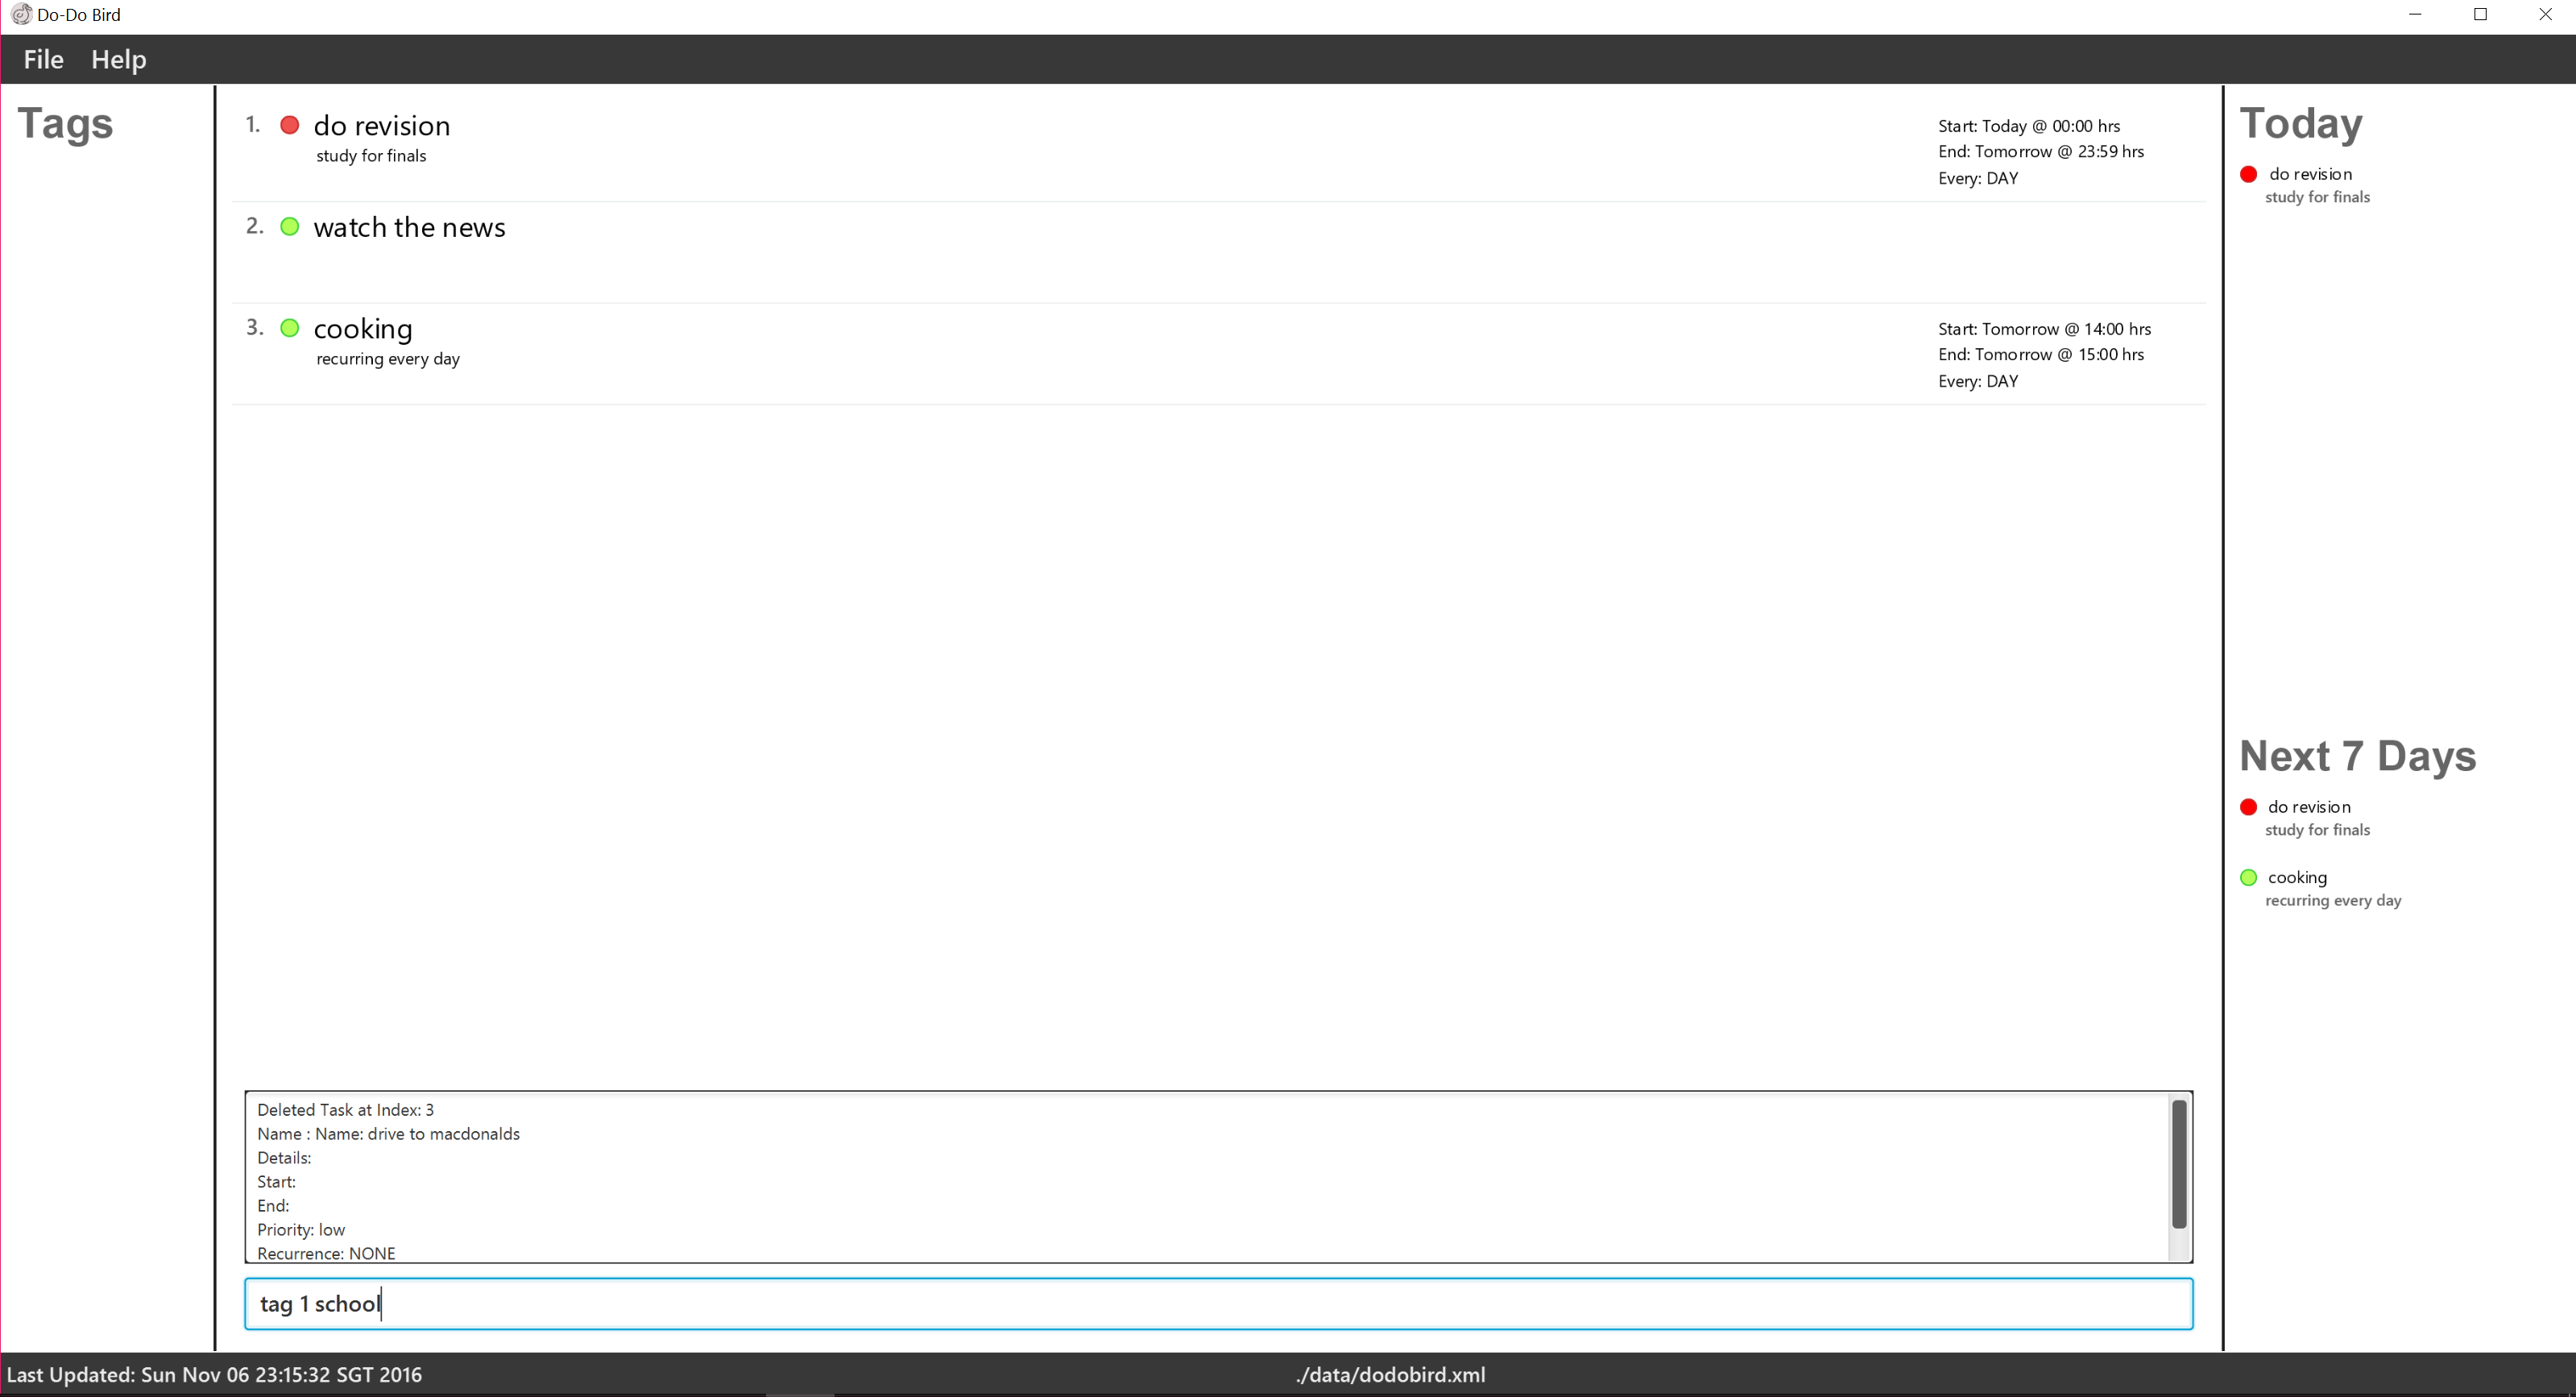 Do-Do Bird
File Help
Tags
1. do revision
study for finals
Start: Today @ 00:00 hrs
End: Tomorrow @ 23:59 hrs
Every: DAY
2. watch the news
3. cooking
recurring every day
Start: Tomorrow @ 14:00 hrs
End: Tomorrow @ 15:00 hrs
Every: DAY
Deleted Task at Index: 3
Name : Name: drive to macdonalds
Details:
Start:
End:
Priority: low
Recurrence: NONE
tag 1 school
Today
do revision
study for finals
Next 7 Days
do revision
study for finals
cooking
recurring every day
Last Updated: Sun Nov 06 23:15:32 SGT 2016
./data/dodobird.xml